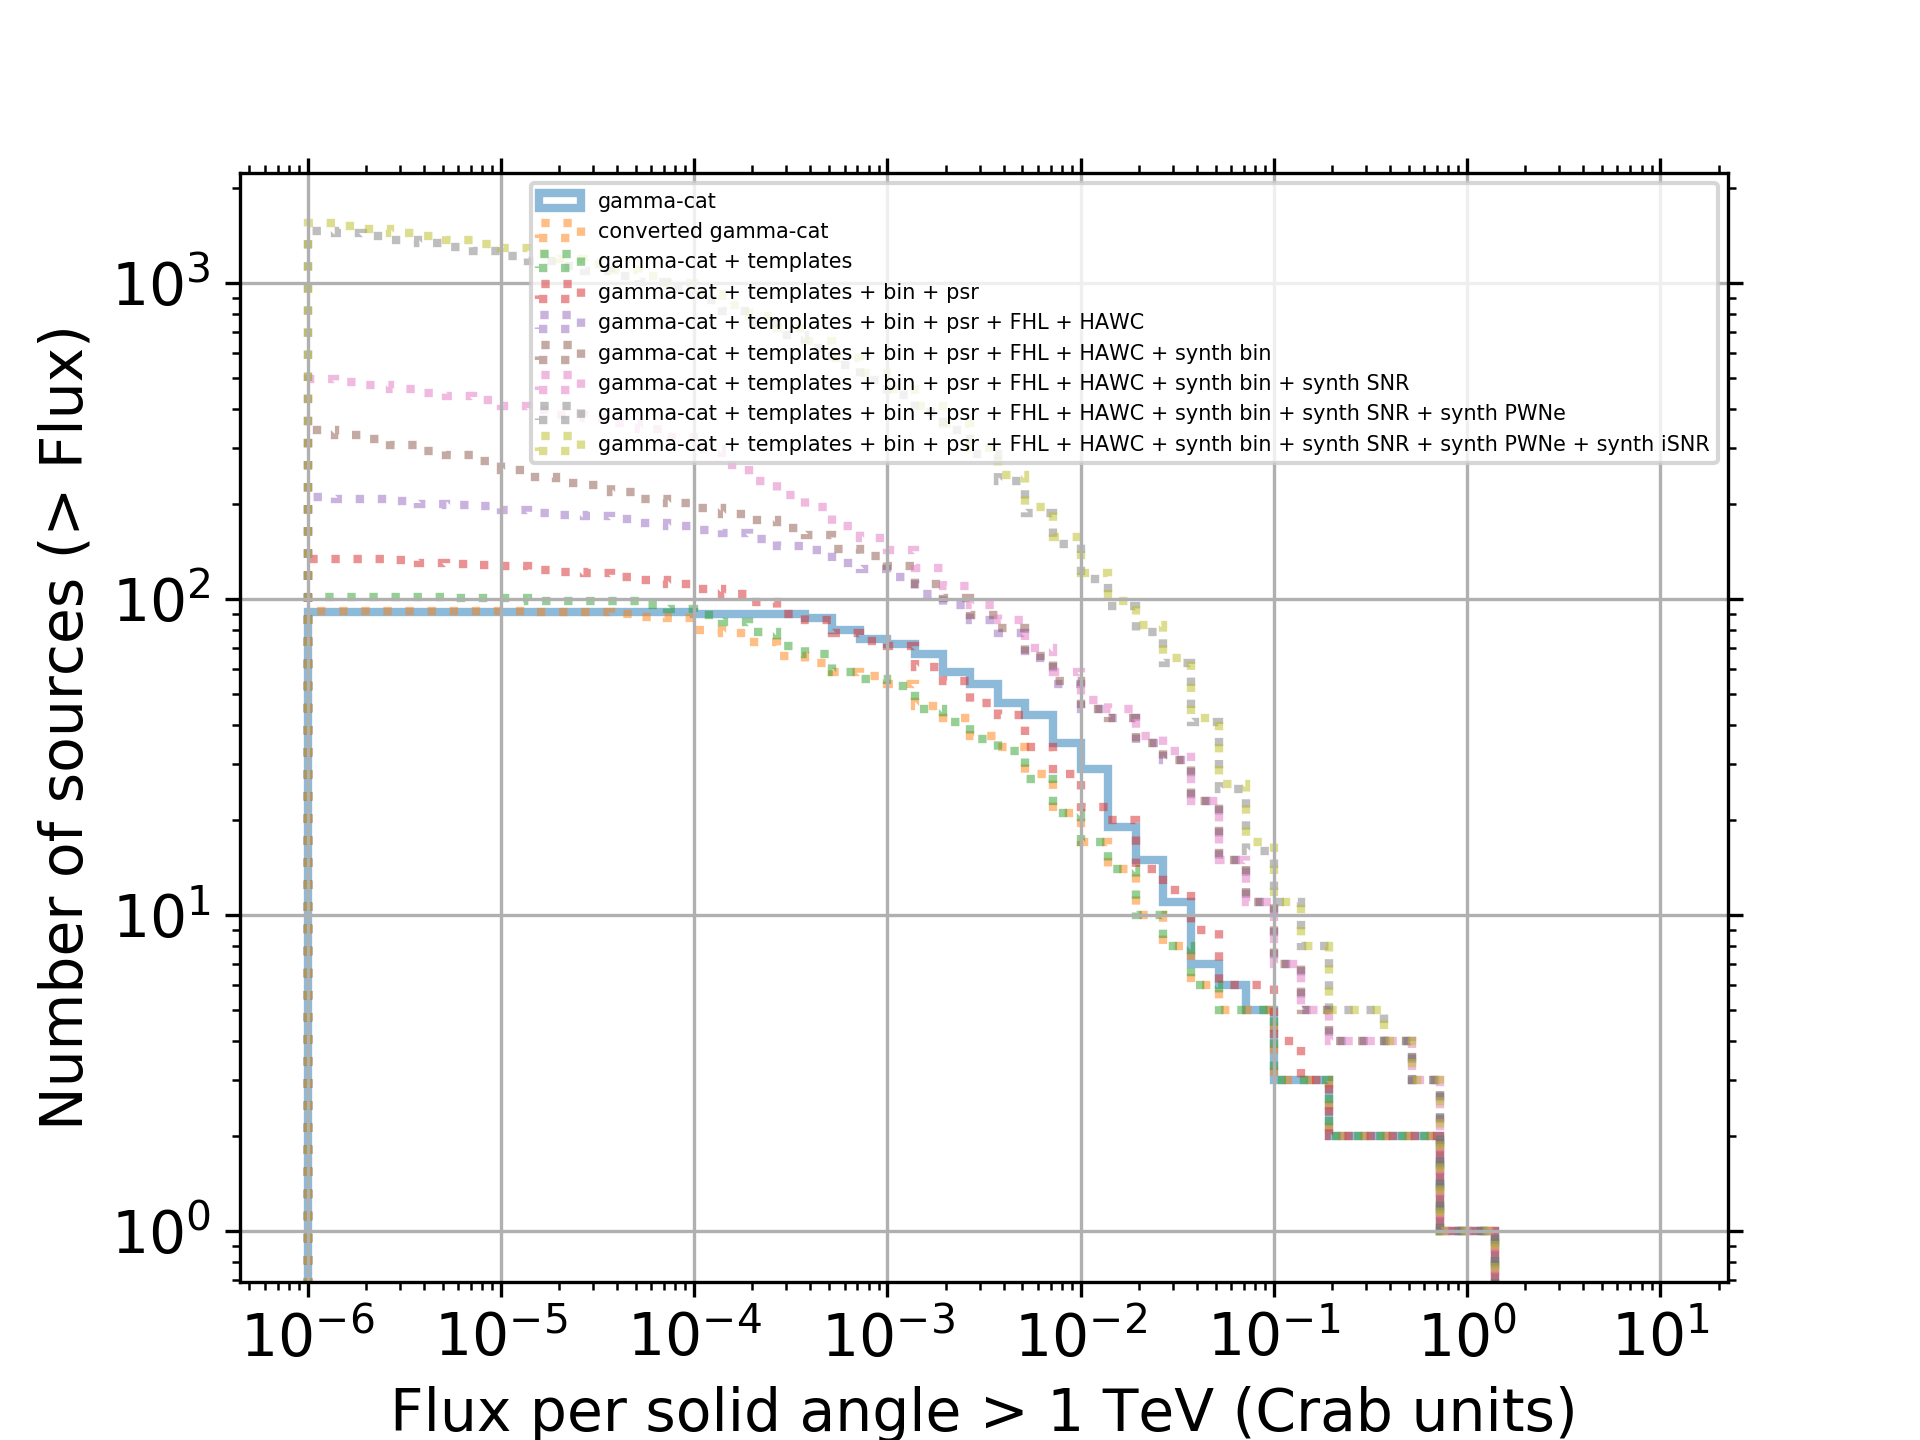 gamma-cat
converted gamma-cat
gamma-cat + templates
gamma-cat + templates + bin + psr
gamma-cat + templates + bin + psr + FHL + HAWC
gamma-cat + templates + bin + psr + FHL + HAWC + synth bin
gamma-cat + templates + bin + psr + FHL + HAWC + synth bin + synth SNR
gamma-cat + templates + bin + psr + FHL + HAWC + synth bin + synth SNR + synth PWNe
gamma-cat + templates + bin + psr + FHL + HAWC + synth bin + synth SNR + synth PWNe + synth iSNR
Number of sources (> Flux)
10³
10²
10¹
10⁰
10⁻⁶ 10⁻⁵ 10⁻⁴ 10⁻³ 10⁻² 10⁻¹ 10⁰ 10¹
Flux per solid angle > 1 TeV (Crab units)